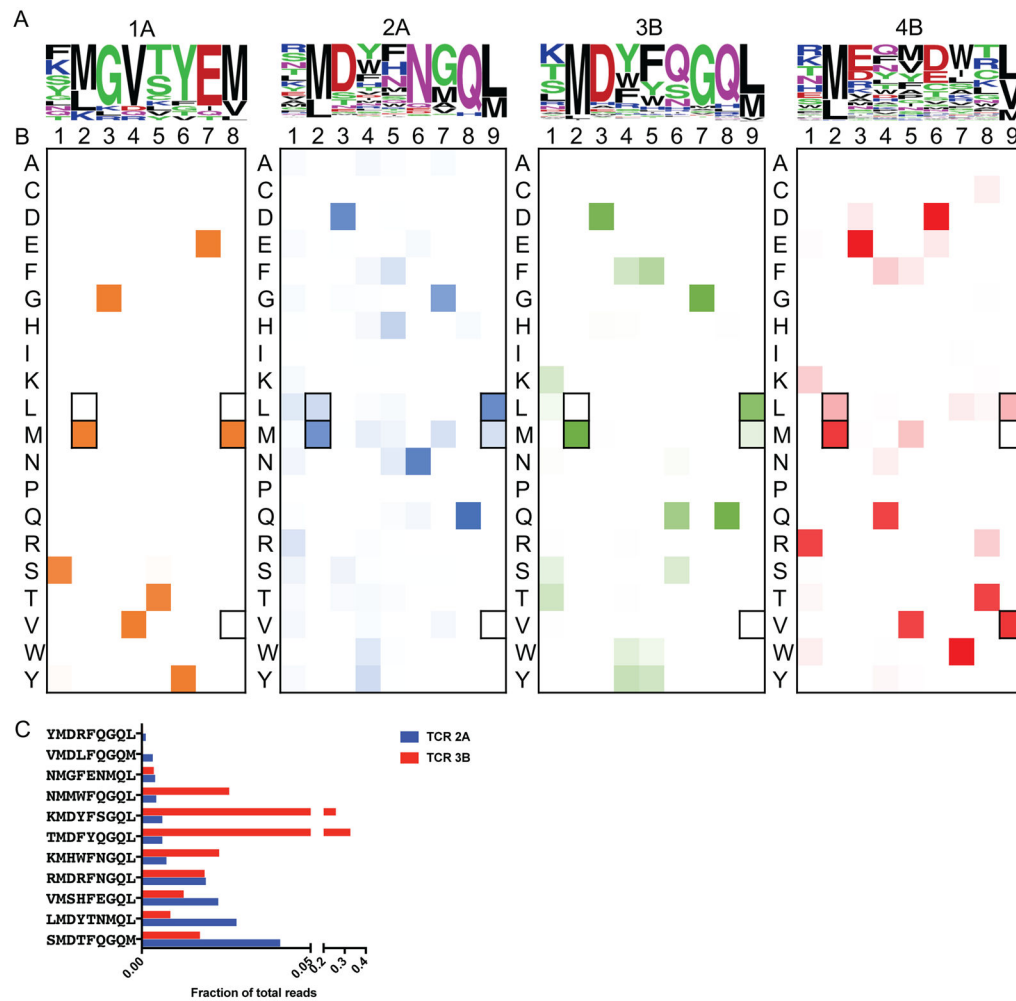 A
1A 2A 3B 4B
B
1 2 3 4 5 6 7 8 1 2 3 4 5 6 7 8 9 1 2 3 4 5 6 7 8 9 1 2 3 4 5 6 7 8 9
A A A A
C C C C
D D D D
E E E E
F F F F
G G G G
H H H H
I I I I
K K K K
L L L L
M M M M
N N N N
P P P P
Q Q Q Q
R R R R
S S S S
T T T T
V V V V
W W W W
Y Y Y Y
C
YMDRFQGQL
VMDLFQGQM
NMGFENMQL
NMMWFQGQL
KMDYFSGQL
TMDFYQGQL
KMHWFNGQL
RMDRFNGQL
VMSHFEGQL
LMDYTNMQL
SMDTFQGQM
TCR 2A
TCR 3B
0.00 0.05 0.2 0.3 0.4
Fraction of total reads